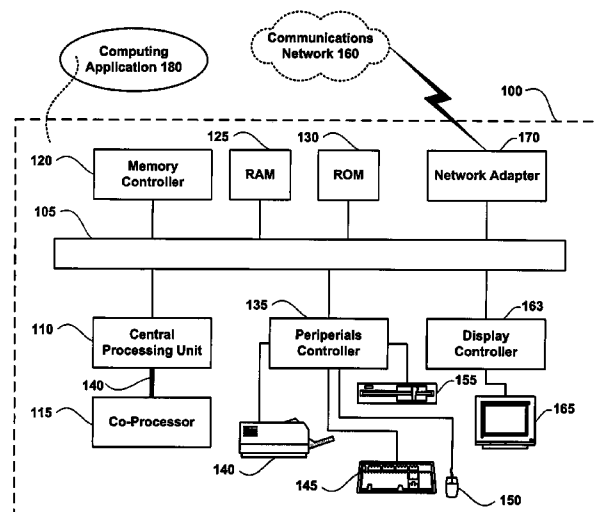 Computing
Application 180
Communications
Network 160
100
125
130
170
120
Memory
Controller
RAM
ROM
Network Adapter
105
135
163
110
Central
Processing Unit
Periperials
Controller
Display
Controller
140
155
115
Co-Processor
165
140
145
150